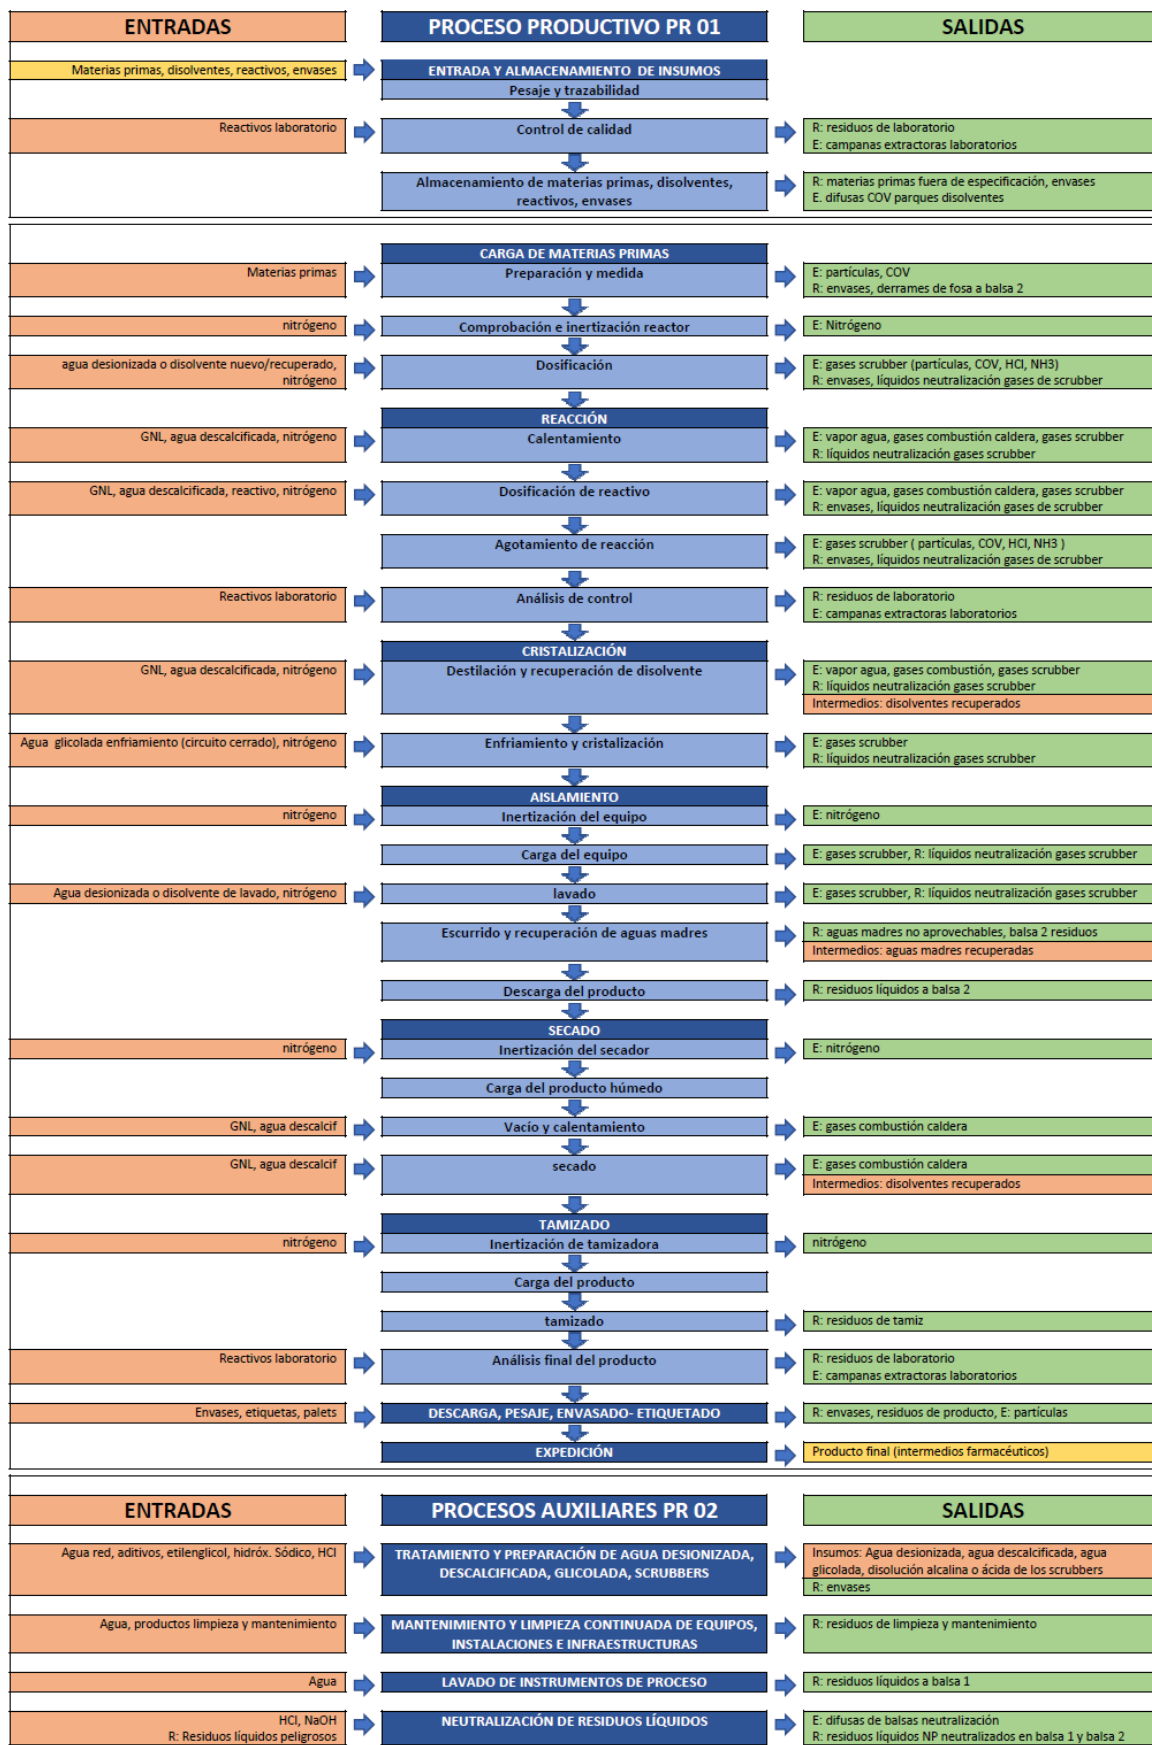 ENTRADAS
PROCESO PRODUCTIVO PR 01
SALIDAS
Materias primas, disolventes, reactivos, envases
ENTRADA Y ALMACENAMIENTO DE INSUMOS
Pesaje y trazabilidad
Reactivos laboratorio
Control de calidad
R: residuos de laboratorio
E: campanas extractoras laboratorios
Almacenamiento de materias primas, disolventes,
reactivos, envases
R: materias primas fuera de especificación, envases
E. difusas COV parques disolventes
CARGA DE MATERIAS PRIMAS
Materias primas
Preparación y medida
E: partículas, COV
R: envases, derrames de fosa a balsa 2
nitrógeno
Comprobación e inertización reactor
E: Nitrógeno
agua desionizada o disolvente nuevo/recuperado,
nitrógeno
Dosificación
E: gases scrubber (partículas, COV, HCl, NH3)
R: envases, líquidos neutralización gases de scrubber
REACCIÓN
GNL, agua descalcificada, nitrógeno
Calentamiento
E: vapor agua, gases combustión caldera, gases scrubber
R: líquidos neutralización gases scrubber
GNL, agua descalcificada, reactivo, nitrógeno
Dosificación de reactivo
E: vapor agua, gases combustión caldera, gases scrubber
R: envases, líquidos neutralización gases de scrubber
Agotamiento de reacción
E: gases scrubber ( partículas, COV, HCl, NH3 )
R: envases, líquidos neutralización gases de scrubber
Reactivos laboratorio
Análisis de control
R: residuos de laboratorio
E: campanas extractoras laboratorios
CRISTALIZACIÓN
GNL, agua descalcificada, nitrógeno
Destilación y recuperación de disolvente
E: vapor agua, gases combustión, gases scrubber
R: líquidos neutralización gases scrubber
Intermedios: disolventes recuperados
Agua glicolada enfriamiento (circuito cerrado), nitrógeno
Enfriamiento y cristalización
E: gases scrubber
R: líquidos neutralización gases scrubber
AISLAMIENTO
nitrógeno
Inertización del equipo
E: nitrógeno
Carga del equipo
E: gases scrubber, R: líquidos neutralización gases scrubber
Agua desionizada o disolvente de lavado, nitrógeno
lavado
E: gases scrubber, R: líquidos neutralización gases scrubber
Escurrido y recuperación de aguas madres
R: aguas madres no aprovechables, balsa 2 residuos
Intermedios: aguas madres recuperadas
Descarga del producto
R: residuos líquidos a balsa 2
SECADO
nitrógeno
Inertización del secador
E: nitrógeno
Carga del producto húmedo
GNL, agua descalcif
Vacío y calentamiento
E: gases combustión caldera
GNL, agua descalcif
secado
E: gases combustión caldera
Intermedios: disolventes recuperados
TAMIZADO
nitrógeno
Inertización de tamizadora
nitrógeno
Carga del producto
tamizado
R: residuos de tamiz
Reactivos laboratorio
Análisis final del producto
R: residuos de laboratorio
E: campanas extractoras laboratorios
Envases, etiquetas, palets
DESCARGA, PESAJE, ENVASADO- ETIQUETADO
R: envases, residuos de producto, E: partículas
EXPEDICIÓN
Producto final (intermedios farmacéuticos)
ENTRADAS
PROCESOS AUXILIARES PR 02
SALIDAS
Agua red, aditivos, etilenglicol, hidróx. Sódico, HCl
TRATAMIENTO Y PREPARACIÓN DE AGUA DESIONIZADA,
DESCALCIFICADA, GLICOLADA, SCRUBBERS
Insumos: Agua desionizada, agua descalcificada, agua
glicolada, disolución alcalina o ácida de los scrubbers
R: envases
Agua, productos limpieza y mantenimiento
MANTENIMIENTO Y LIMPIEZA CONTINUADA DE EQUIPOS,
INSTALACIONES E INFRAESTRUCTURAS
R: residuos de limpieza y mantenimiento
Agua
LAVADO DE INSTRUMENTOS DE PROCESO
R: residuos líquidos a balsa 1
HCl, NaOH
R: Residuos líquidos peligrosos
NEUTRALIZACIÓN DE RESIDUOS LÍQUIDOS
E: difusas de balsas neutralización
R: residuos líquidos NP neutralizados en balsa 1 y balsa 2